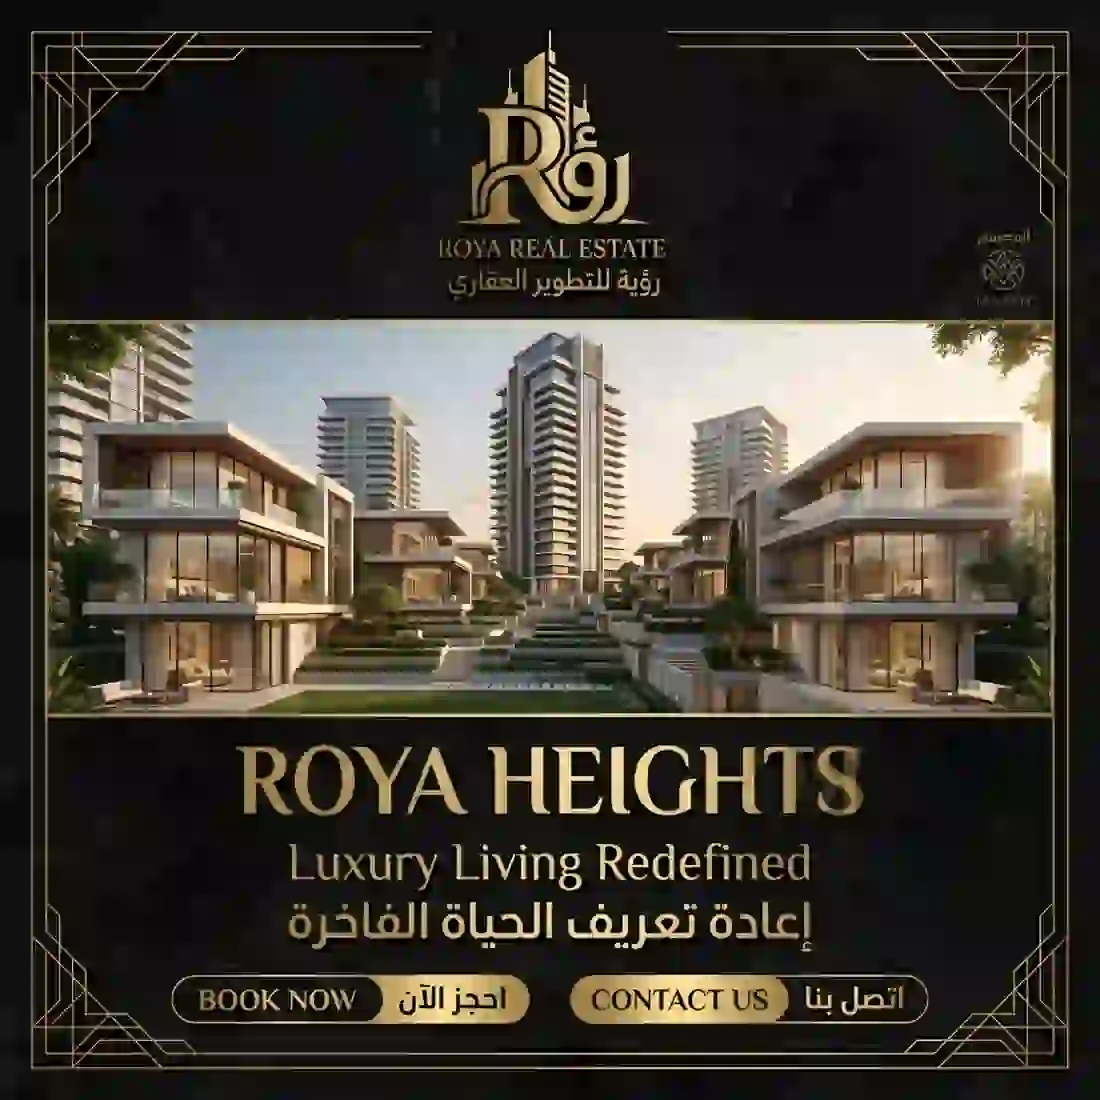 رؤ
ROYA REAL ESTATE
رؤية للتطوير العقاري
ROYA HEIGHTS
Luxury Living Redefined
إعادة تعريف الحياة الفاخرة
BOOK NOW احجز الآن
CONTACT US اتصل بنا